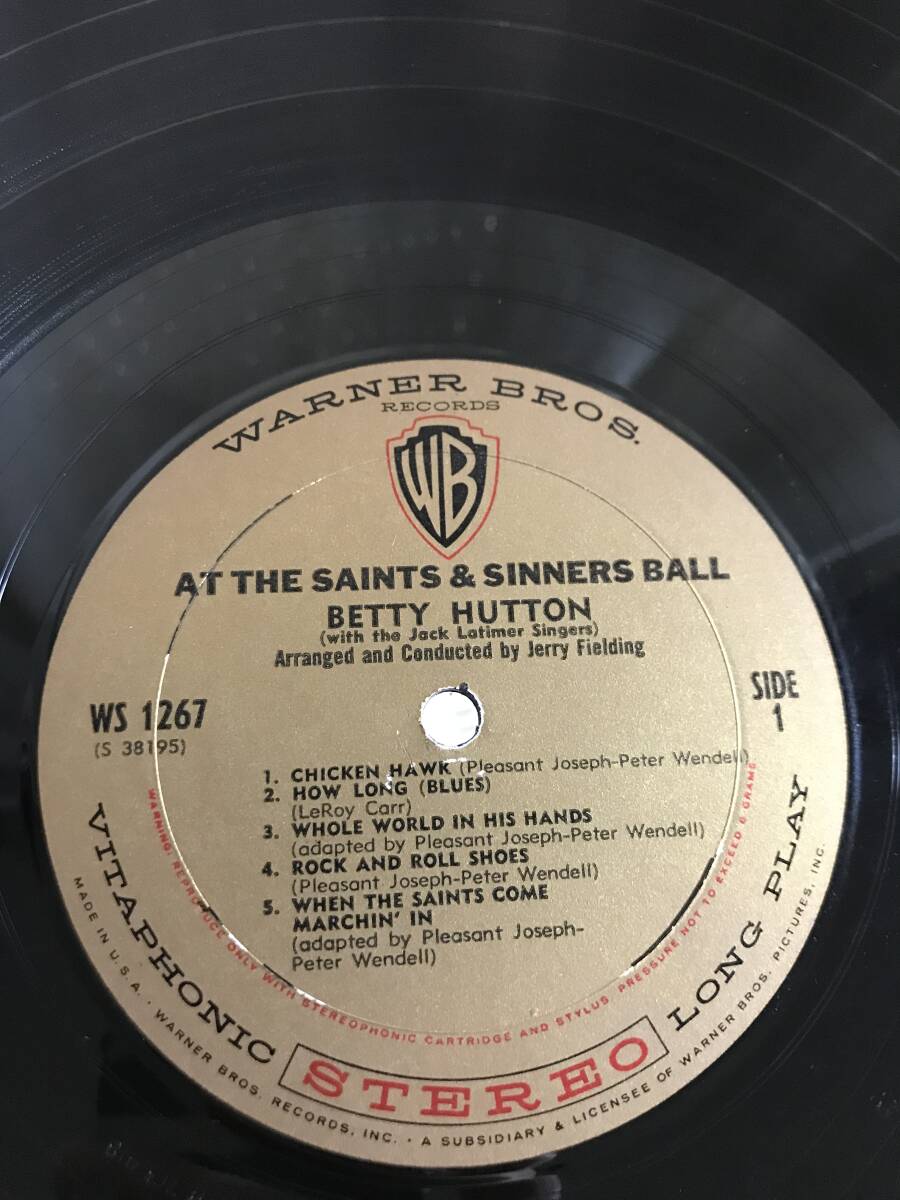 WARNER BROS.
RECORDS
WB
AT THE SAINTS & SINNERS BALL
BETTY HUTTON
(with the Jack Latimer Singers)
Arranged and Conducted by Jerry Fielding
WS 1267
(S 38195)
SIDE
1
1. CHICKEN HAWK (Pleasant Joseph-Peter Wendell)
2. HOW LONG (BLUES)
(LeRoy Carr)
3. WHOLE WORLD IN HIS HANDS
(adapted by Pleasant Joseph-Peter Wendell)
4. ROCK AND ROLL SHOES
(Pleasant Joseph-Peter Wendell)
5. WHEN THE SAINTS COME
MARCHIN' IN
(adapted by Pleasant Joseph-
Peter Wendell)
WARNING: REPRODUCE ONLY WITH STEREOPHONIC CARTRIDGE AND STYLUS. PRESSURE NOT TO EXCEED 6 GRAMS
VITAPHONIC STEREO LONG PLAY
MADE IN U.S.A. · WARNER BROS. RECORDS, INC. · A SUBSIDIARY & LICENSEE OF WARNER BROS. PICTURES, INC.